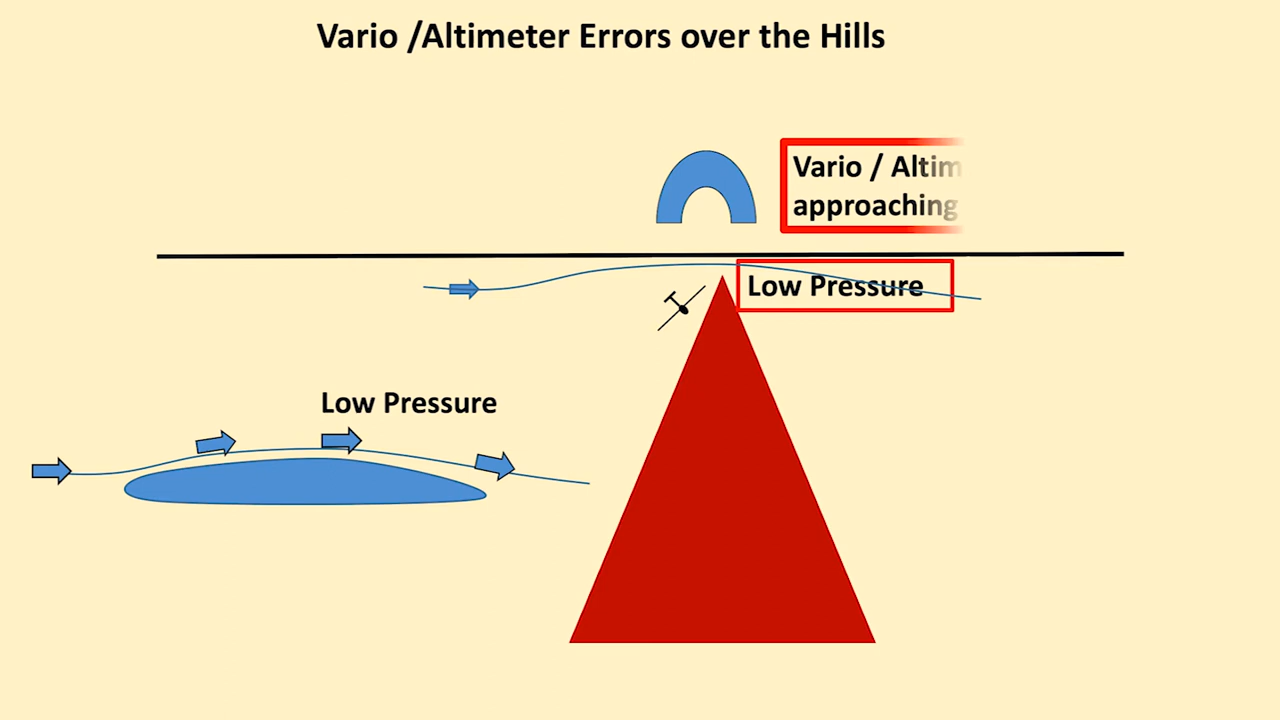 Vario /Altimeter Errors over the Hills
Vario / Altim
approaching
Low Pressure
Low Pressure